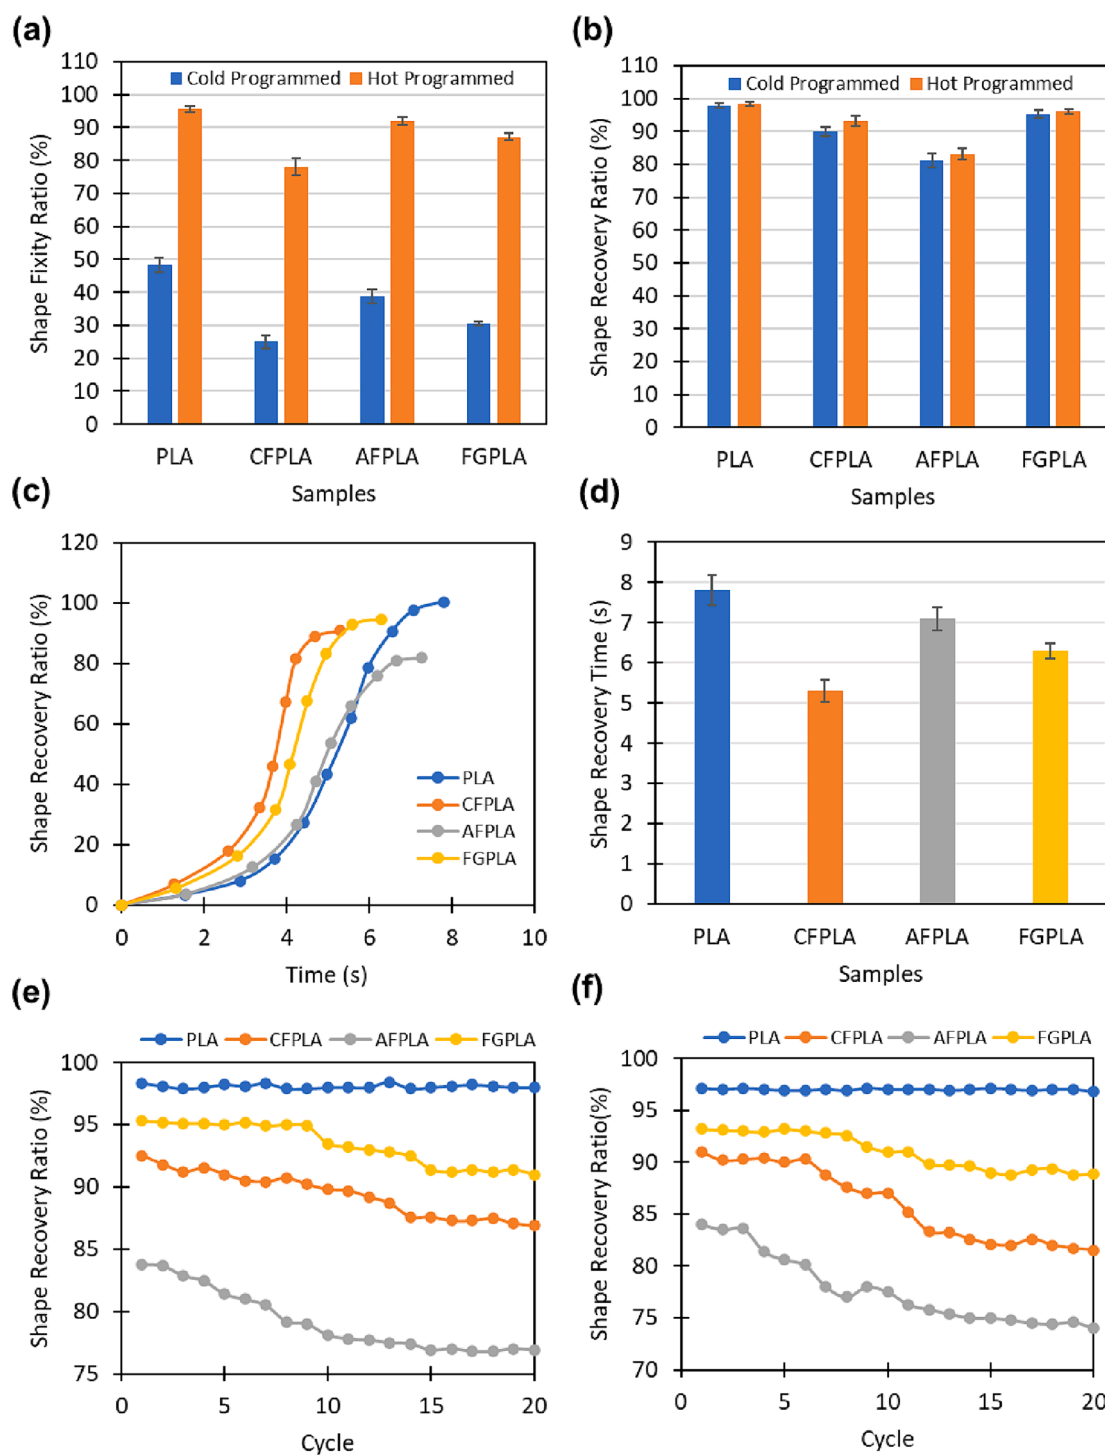 (a)
110
100
90
80
70
60
50
40
30
20
10
0
Shape Fixity Ratio (%)
Cold Programmed
Hot Programmed
PLA
CFPLA
AFPLA
FGPLA
Samples
(b)
110
100
90
80
70
60
50
40
30
20
10
0
Shape Recovery Ratio (%)
Cold Programmed
Hot Programmed
PLA
CFPLA
AFPLA
FGPLA
Samples
(c)
120
100
80
60
40
20
0
Shape Recovery Ratio (%)
PLA
CFPLA
AFPLA
FGPLA
0 2 4 6 8 10
Time (s)
(d)
9
8
7
6
5
4
3
2
1
0
Shape Recovery Time (s)
PLA
CFPLA
AFPLA
FGPLA
Samples
(e)
PLA
CFPLA
AFPLA
FGPLA
100
95
90
85
80
75
Shape Recovery Ratio (%)
0 5 10 15 20
Cycle
(f)
PLA
CFPLA
AFPLA
FGPLA
100
95
90
85
80
75
70
Shape Recovery Ratio(%)
0 5 10 15 20
Cycle